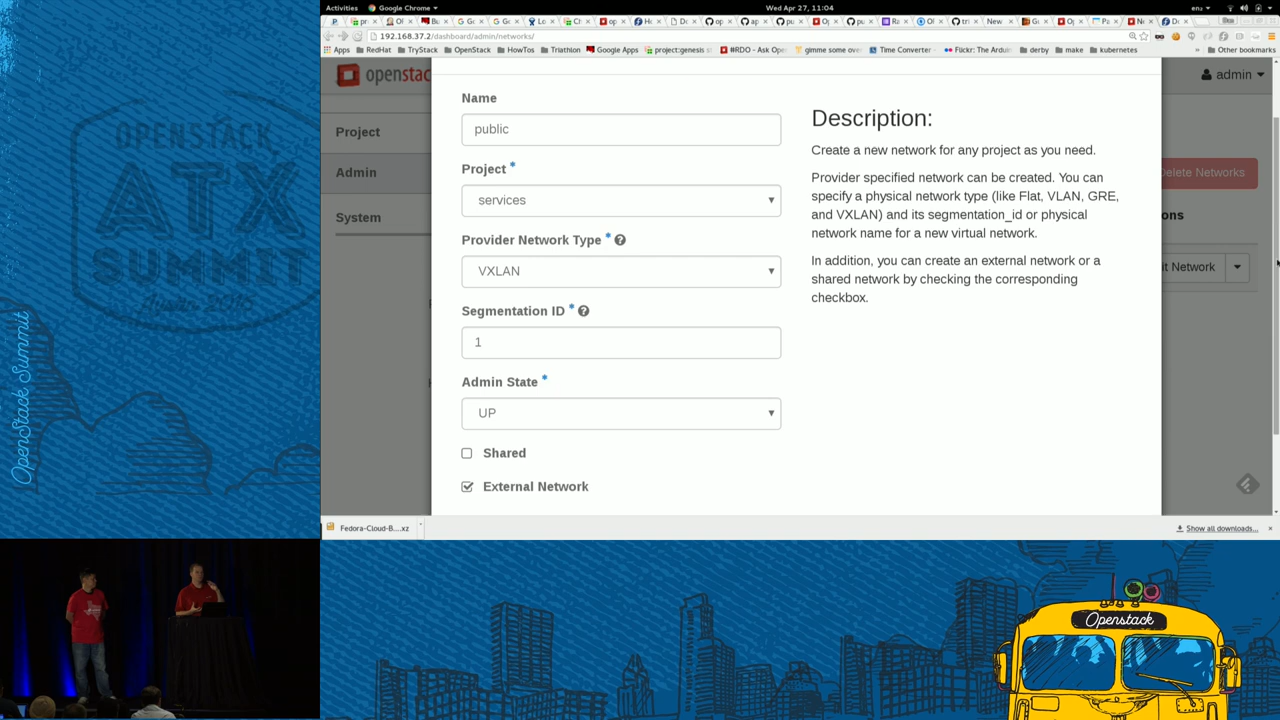 Activities
Google Chrome ▾
Wed Apr 27, 11:04
en₂
192.168.37.2/dashboard/admin/networks/
Apps
RedHat
TryStack
OpenStack
HowTos
Triathlon
Google Apps
project:genesis s
#RDO - Ask Ope
gimme some over
Time Converter
Flickr: The Ardui
derby
make
kubernetes
»
Other bookmarks
openstac
admin
Project
Admin
System
Name
public
Project *
services
Provider Network Type *
VXLAN
Segmentation ID *
1
Admin State *
UP
Shared
External Network
Description:
Create a new network for any project as you need.
Provider specified network can be created. You can
specify a physical network type (like Flat, VLAN, GRE,
and VXLAN) and its segmentation_id or physical
network name for a new virtual network.
In addition, you can create an external network or a
shared network by checking the corresponding
checkbox.
Delete Networks
ons
it Network
Fedora-Cloud-B....xz
Show all downloads...
OPENSTACK
ATX
SUMMIT
OpenStack Summit
Openstack